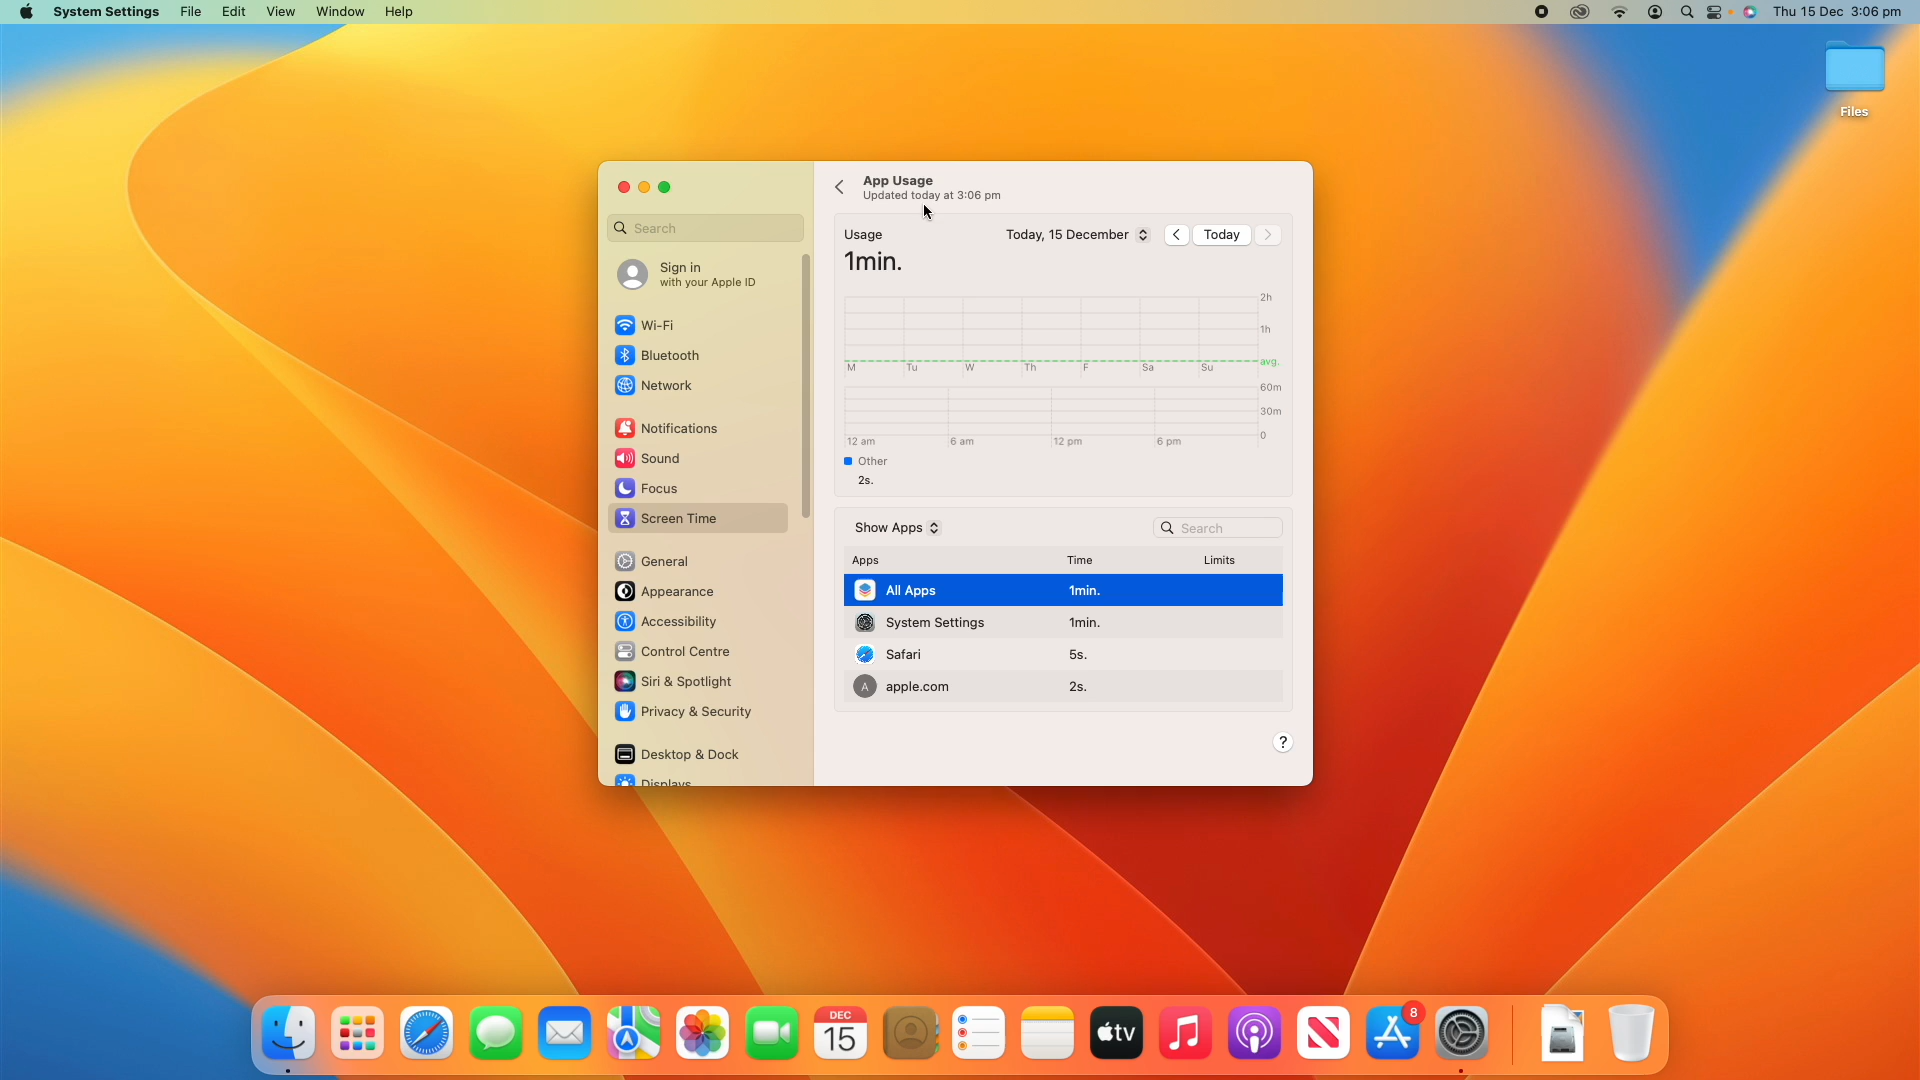 System Settings File Edit View Window Help
Thu 15 Dec 3:06 pm
Files
Search
Sign in
with your Apple ID
Wi-Fi
Bluetooth
Network
Notifications
Sound
Focus
Screen Time
General
Appearance
Accessibility
Control Centre
Siri & Spotlight
Privacy & Security
Desktop & Dock
Displays
App Usage
Updated today at 3:06 pm
Usage
Today, 15 December
Today
1min.
2h
1h
avg.
M Tu W Th F Sa Su
60m
30m
0
12 am 6 am 12 pm 6 pm
Other
2s.
Show Apps
Search
Apps Time Limits
All Apps 1min.
System Settings 1min.
Safari 5s.
A apple.com 2s.
?
DEC
15
tv
8